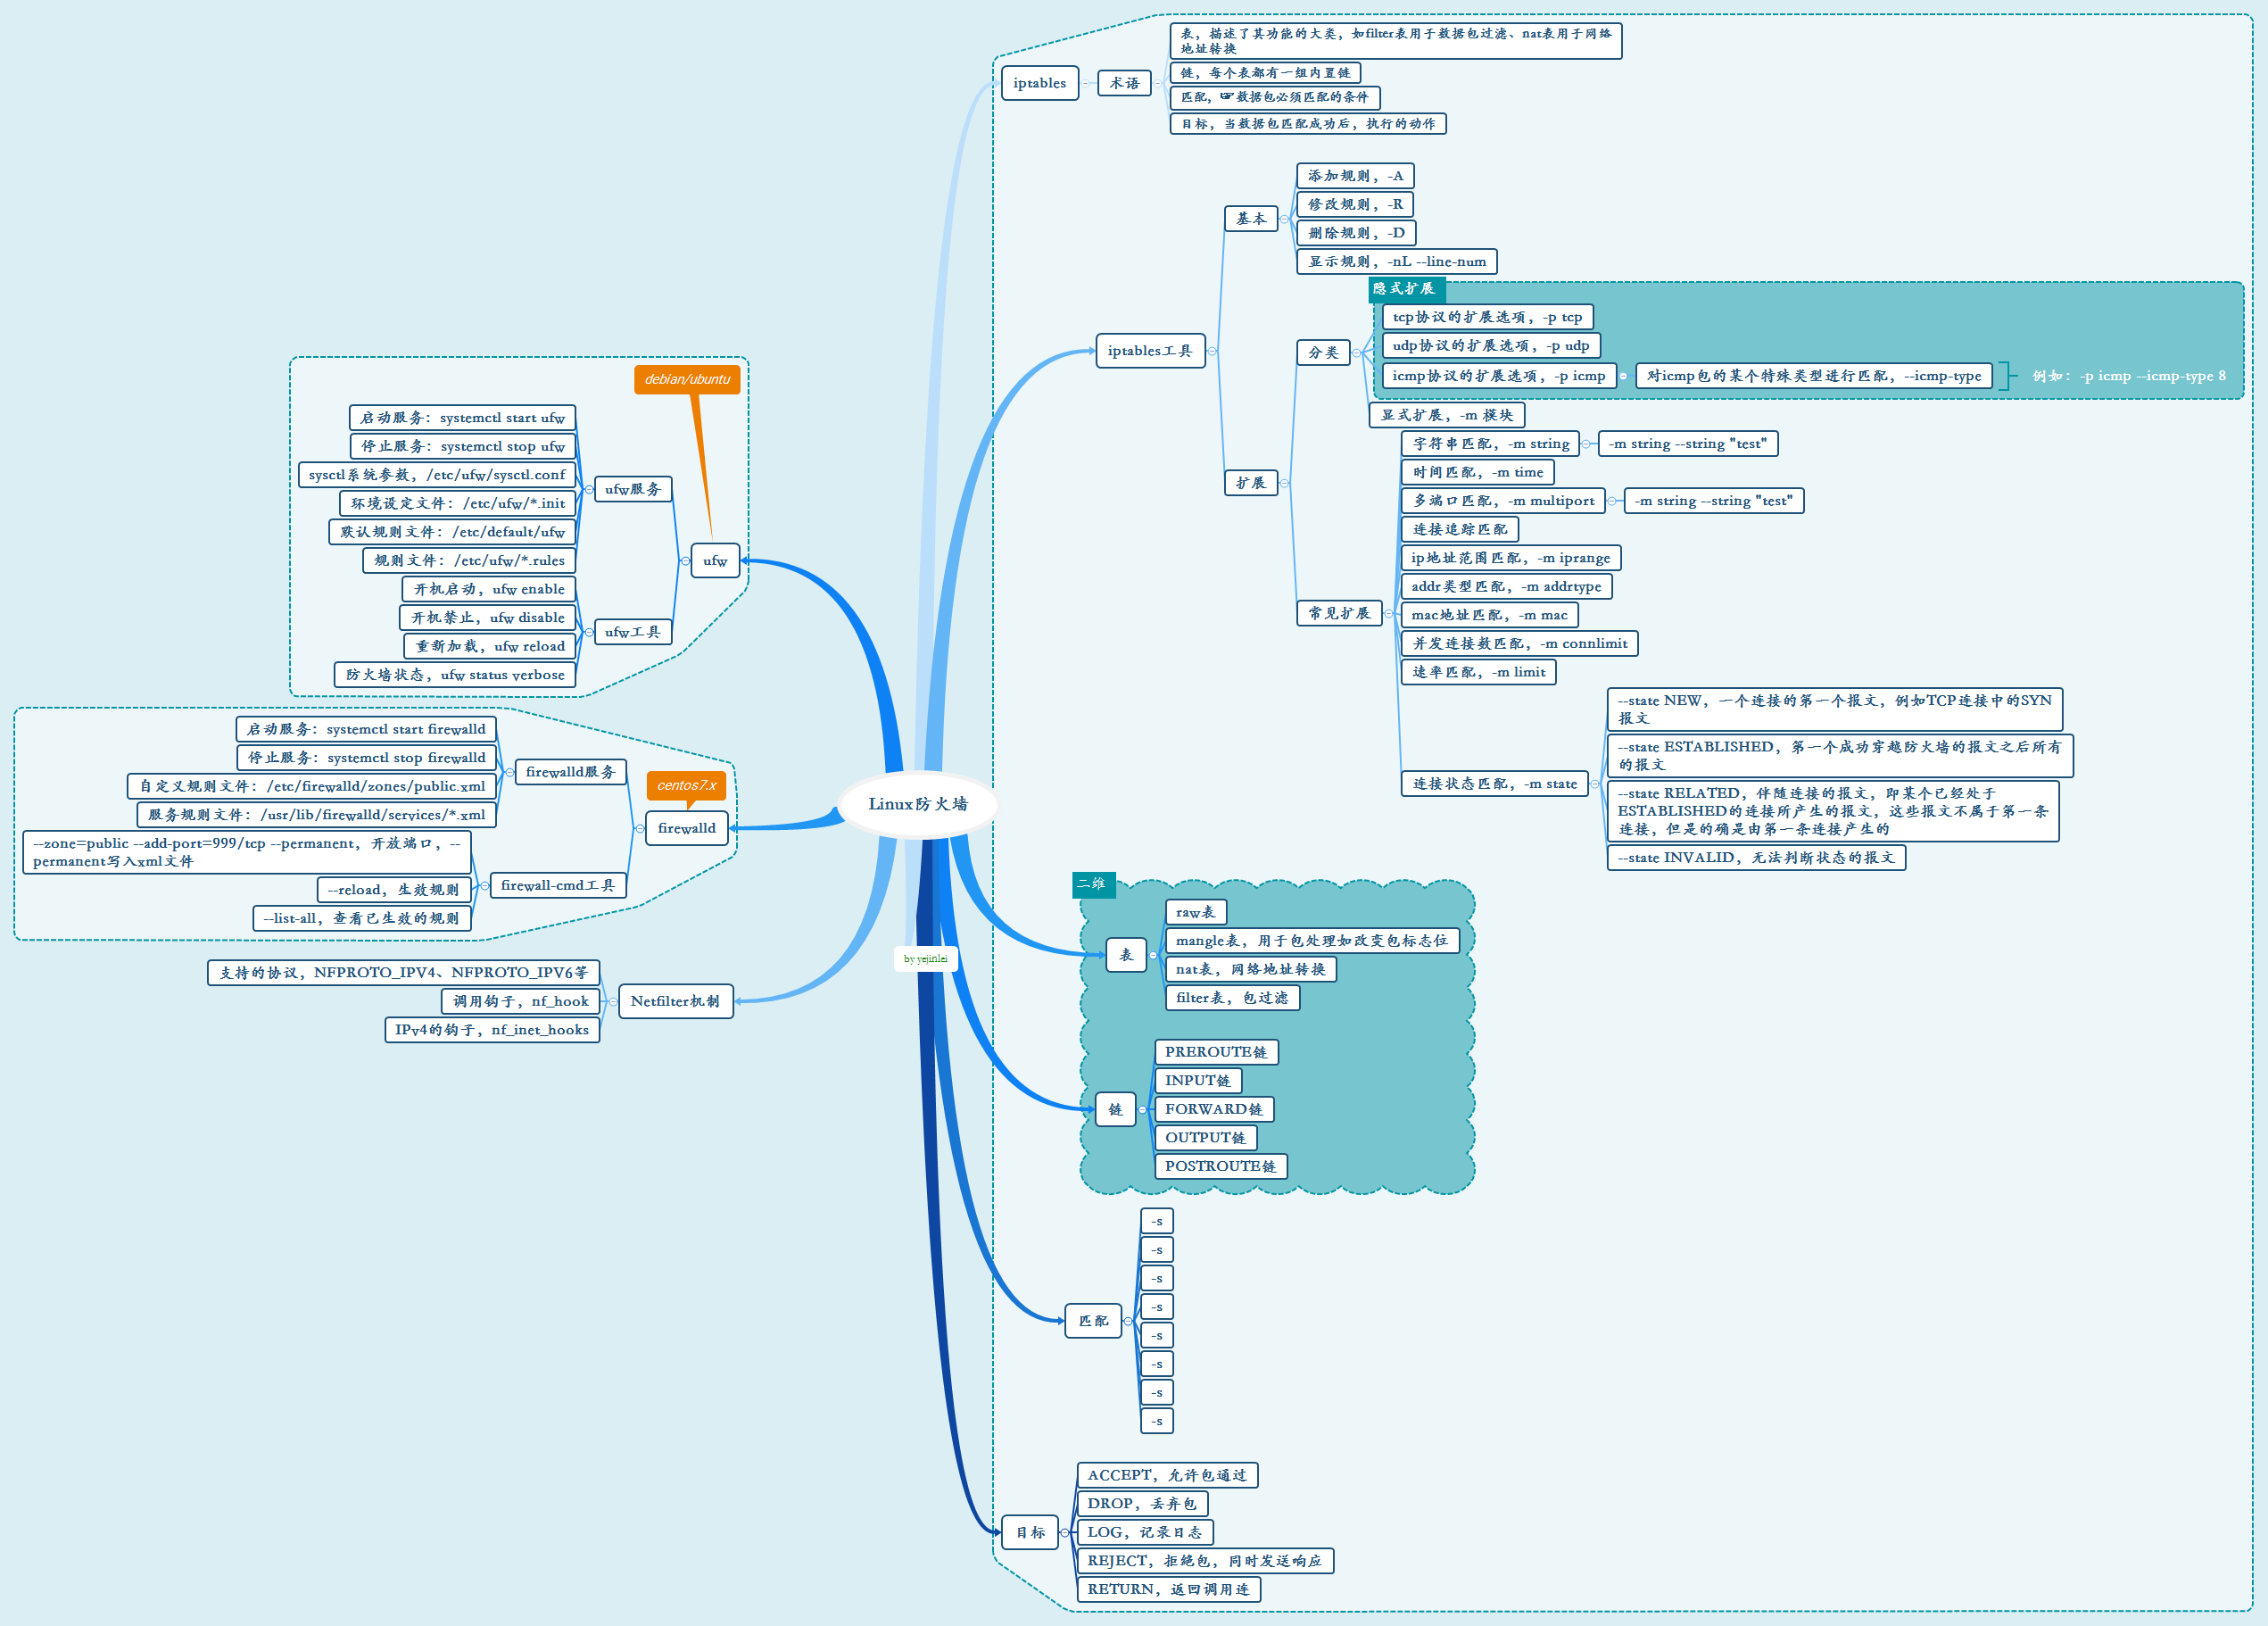 Linux防火墙
by yejinlei
iptables
术语
表，描述了其功能的大类，如filter表用于数据包过滤、nat表用于网络
地址转换
链，每个表都有一组内置链
匹配，☞数据包必须匹配的条件
目标，当数据包匹配成功后，执行的动作
iptables工具
基本
添加规则，-A
修改规则，-R
删除规则，-D
显示规则，-nL --line-num
扩展
分类
隐式扩展
tcp协议的扩展选项，-p tcp
udp协议的扩展选项，-p udp
icmp协议的扩展选项，-p icmp
对icmp包的某个特殊类型进行匹配，--icmp-type
例如：-p icmp --icmp-type 8
显式扩展，-m 模块
常见扩展
字符串匹配，-m string
-m string --string "test"
时间匹配，-m time
多端口匹配，-m multiport
-m string --string "test"
连接追踪匹配
ip地址范围匹配，-m iprange
addr类型匹配，-m addrtype
mac地址匹配，-m mac
并发连接数匹配，-m connlimit
速率匹配，-m limit
连接状态匹配，-m state
--state NEW，一个连接的第一个报文，例如TCP连接中的SYN
报文
--state ESTABLISHED，第一个成功穿越防火墙的报文之后所有
的报文
--state RELATED，伴随连接的报文，即某个已经处于
ESTABLISHED的连接所产生的报文，这些报文不属于第一条
连接，但是的确是由第一条连接产生的
--state INVALID，无法判断状态的报文
二维
表
raw表
mangle表，用于包处理如改变包标志位
nat表，网络地址转换
filter表，包过滤
链
PREROUTE链
INPUT链
FORWARD链
OUTPUT链
POSTROUTE链
匹配
-s
-s
-s
-s
-s
-s
-s
-s
目标
ACCEPT，允许包通过
DROP，丢弃包
LOG，记录日志
REJECT，拒绝包，同时发送响应
RETURN，返回调用连
debian/ubuntu
ufw
ufw服务
启动服务：systemctl start ufw
停止服务：systemctl stop ufw
sysctl系统参数，/etc/ufw/sysctl.conf
环境设定文件：/etc/ufw/*.init
默认规则文件：/etc/default/ufw
规则文件：/etc/ufw/*.rules
ufw工具
开机启动，ufw enable
开机禁止，ufw disable
重新加载，ufw reload
防火墙状态，ufw status verbose
centos7.x
firewalld
firewalld服务
启动服务：systemctl start firewalld
停止服务：systemctl stop firewalld
自定义规则文件：/etc/firewalld/zones/public.xml
服务规则文件：/usr/lib/firewalld/services/*.xml
firewall-cmd工具
--zone=public --add-port=999/tcp --permanent，开放端口，--
permanent写入xml文件
--reload，生效规则
--list-all，查看已生效的规则
Netfilter机制
支持的协议，NFPROTO_IPV4、NFPROTO_IPV6等
调用钩子，nf_hook
IPv4的钩子，nf_inet_hooks